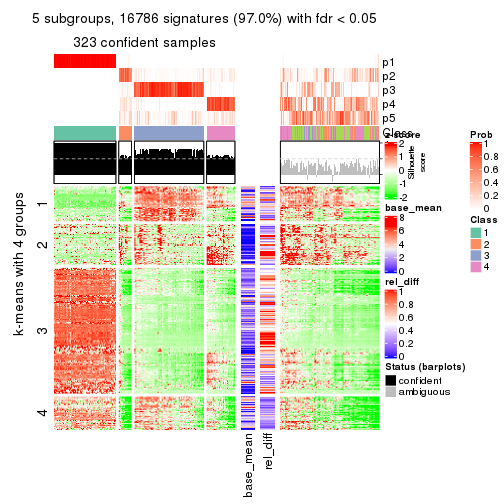 5 subgroups, 16786 signatures (97.0%) with fdr < 0.05
323 confident samples
p1
p2
p3
p4
p5
Class
z-score
2
1
0
-1
-2
Silhouette
score
base_mean
8
6
4
2
0
rel_diff
1
0.8
0.6
0.4
0.2
0
Status (barplots)
confident
ambiguous
Prob
1
0.8
0.6
0.4
0.2
0
Class
1
2
3
4
k-means with 4 groups
1
2
3
4
base_mean
rel_diff